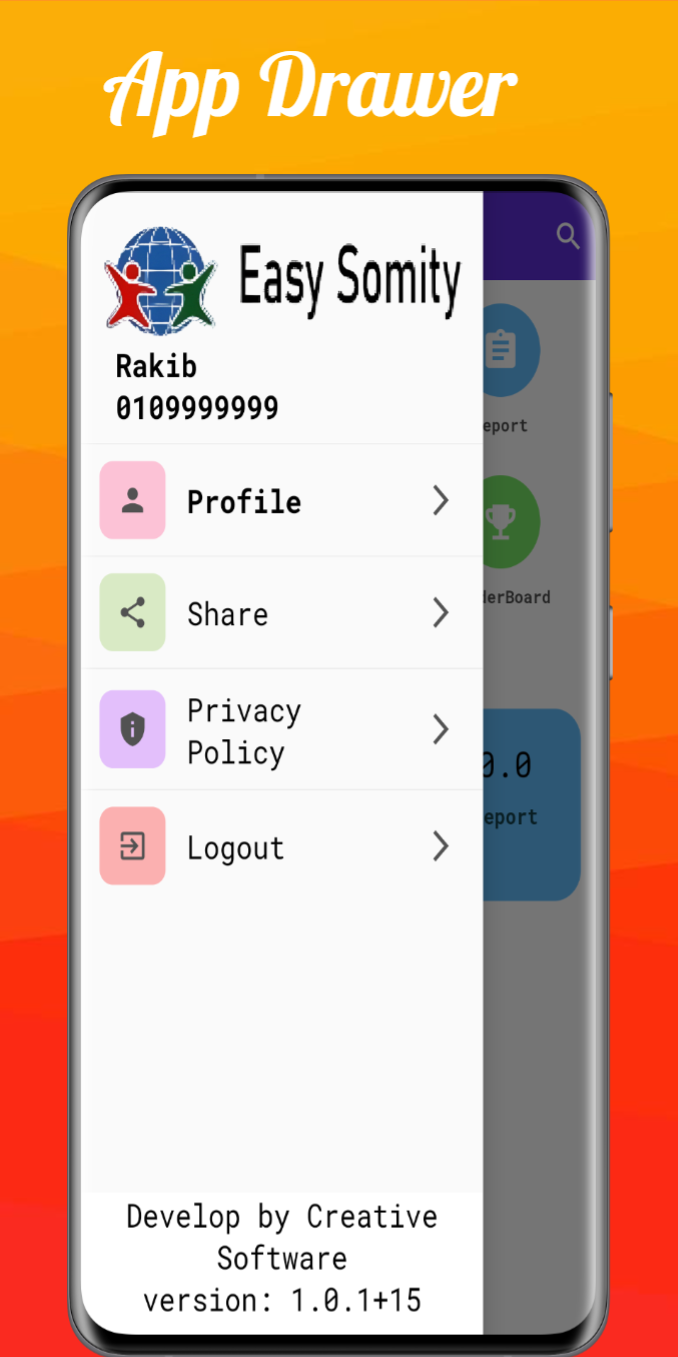 App Drawer
Easy Somity
Rakib
0109999999
eport
Profile
derBoard
Share
Privacy
Policy
0.0
eport
Logout
Develop by Creative
Software
version: 1.0.1+15